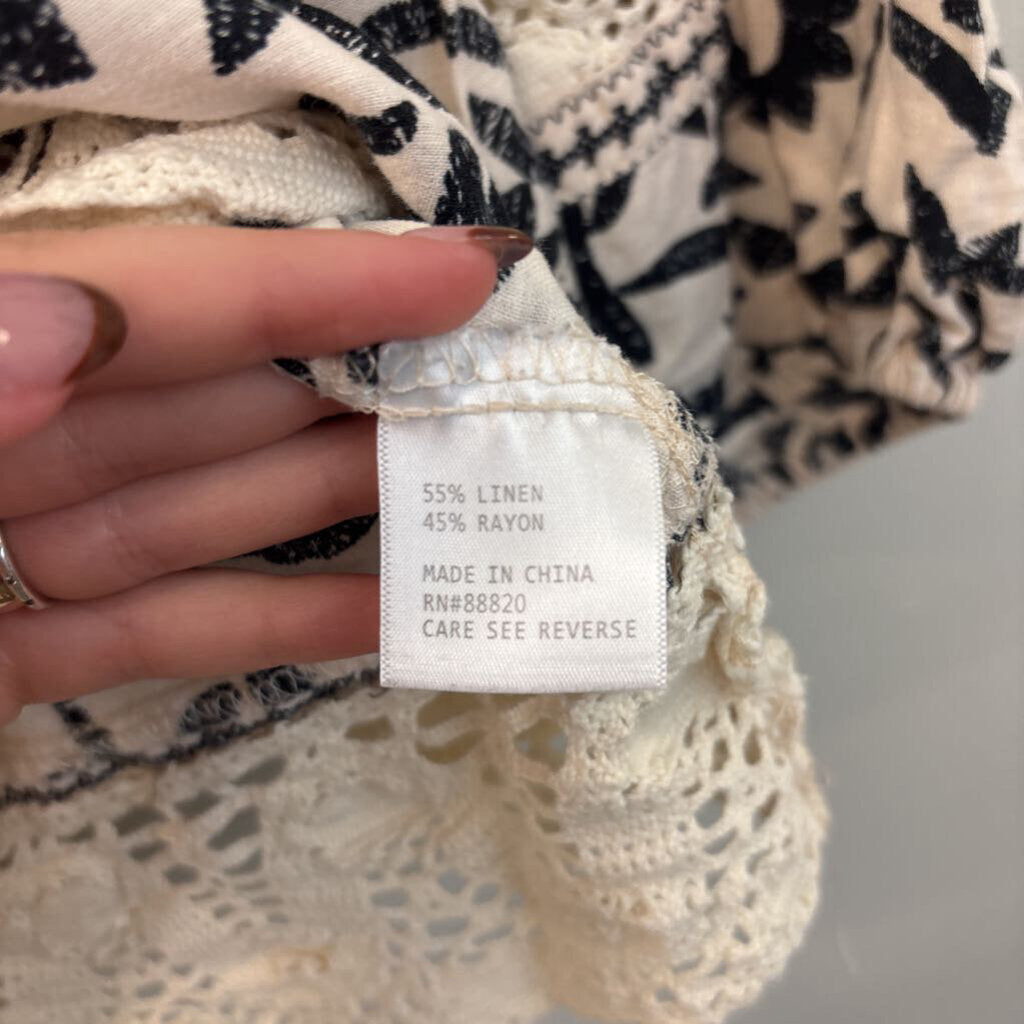 55% LINEN
45% RAYON
MADE IN CHINA
RN#88820
CARE SEE REVERSE